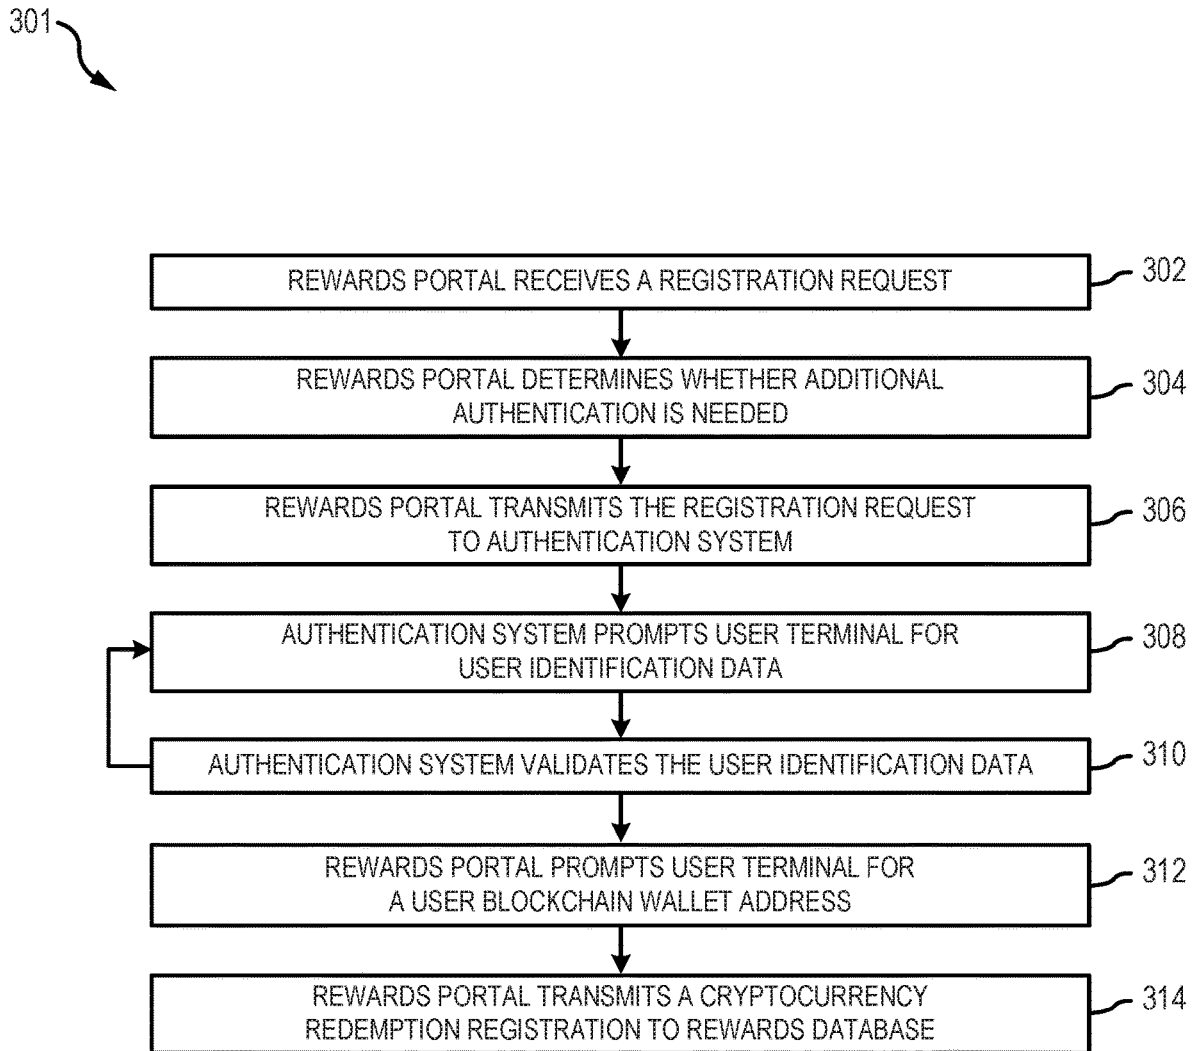 301
REWARDS PORTAL RECEIVES A REGISTRATION REQUEST
302
REWARDS PORTAL DETERMINES WHETHER ADDITIONAL
AUTHENTICATION IS NEEDED
304
REWARDS PORTAL TRANSMITS THE REGISTRATION REQUEST
TO AUTHENTICATION SYSTEM
306
AUTHENTICATION SYSTEM PROMPTS USER TERMINAL FOR
USER IDENTIFICATION DATA
308
AUTHENTICATION SYSTEM VALIDATES THE USER IDENTIFICATION DATA
310
REWARDS PORTAL PROMPTS USER TERMINAL FOR
A USER BLOCKCHAIN WALLET ADDRESS
312
REWARDS PORTAL TRANSMITS A CRYPTOCURRENCY
REDEMPTION REGISTRATION TO REWARDS DATABASE
314